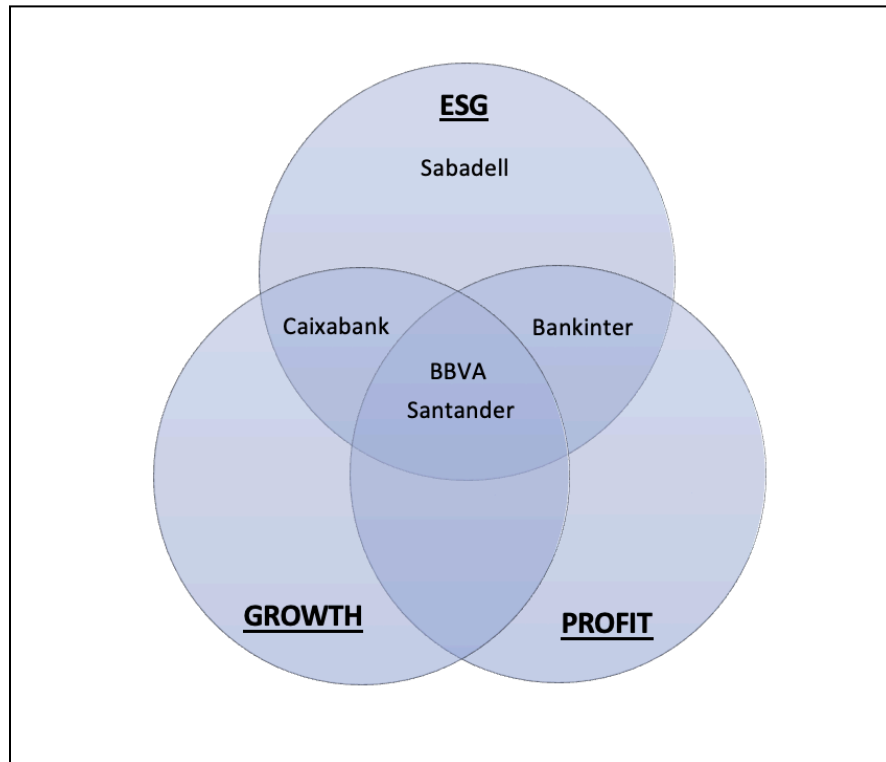 ESG
Sabadell
Caixabank
Bankinter
BBVA
Santander
GROWTH
PROFIT